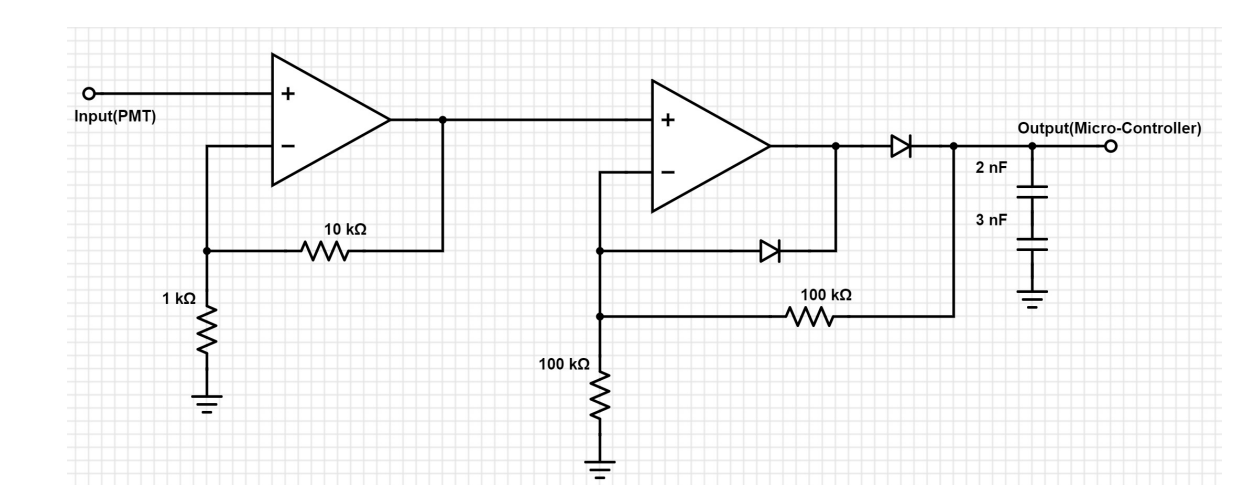 Input(PMT)
+
−
10 kΩ
1 kΩ
+
−
100 kΩ
100 kΩ
Output(Micro-Controller)
2 nF
3 nF